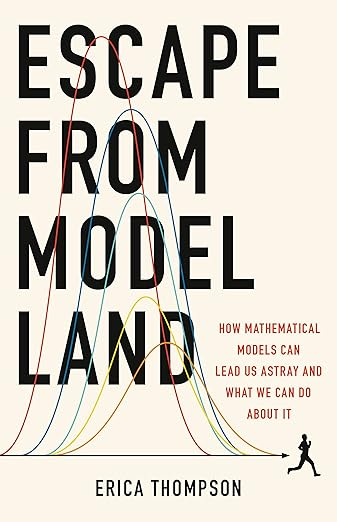 ESCAPE
FROM
MODEL
LAND
HOW MATHEMATICAL
MODELS CAN
LEAD US ASTRAY AND
WHAT WE CAN DO
ABOUT IT
ERICA THOMPSON